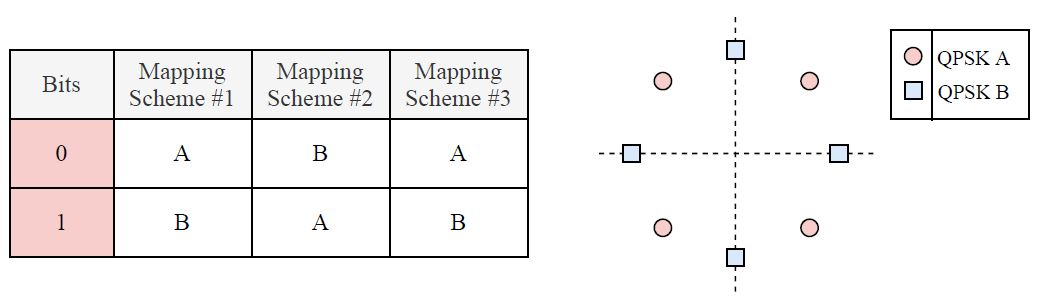 Bits
Mapping
Scheme #1
Mapping
Scheme #2
Mapping
Scheme #3
0
A
B
A
1
B
A
B
QPSK A
QPSK B